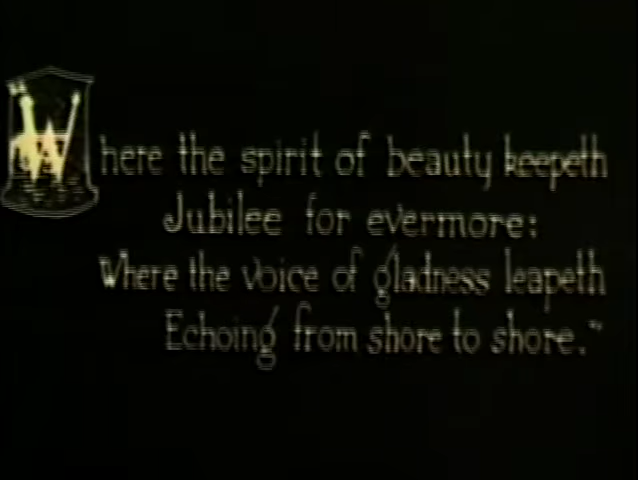 "Where the spirit of beauty keepeth
Jubilee for evermore:
Where the voice of gladness leapeth
Echoing from shore to shore."